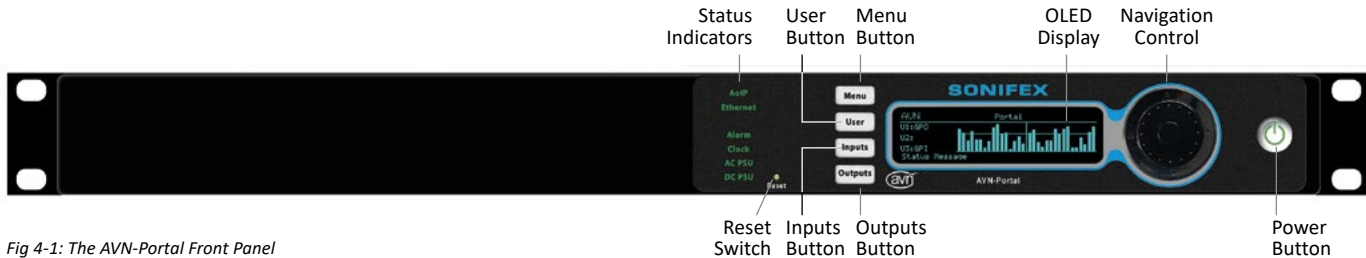 Status User Menu OLED Navigation
Indicators Button Button Display Control
AoIP
Ethernet
Alarm
Clock
AC PSU
DC PSU
Reset
Menu
User
Inputs
Outputs
SONIFEX
AVN Portal
U1:GPO
U2:
U3:GPI
Status Message
avn
AVN-Portal
Reset Inputs Outputs Power
Switch Button Button Button
Fig 4-1: The AVN-Portal Front Panel